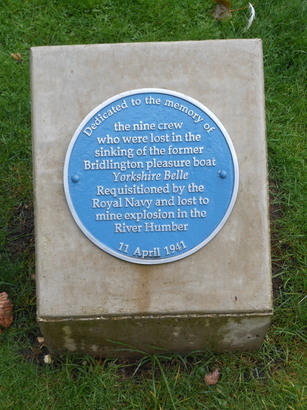 Dedicated to the memory of
the nine crew
who were lost in the
sinking of the former
Bridlington pleasure boat
Yorkshire Belle
Requisitioned by the
Royal Navy and lost to
mine explosion in the
River Humber
11 April 1941